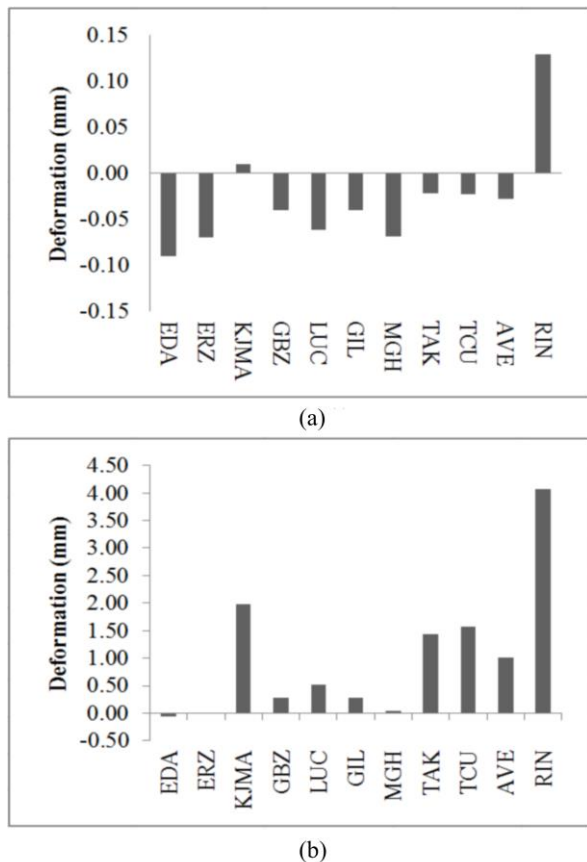 0.15
0.10
0.05
0.00
-0.05
-0.10
-0.15
Deformation (mm)
EDA
ERZ
KJMA
GBZ
LUC
GIL
MGH
TAK
TCU
AVE
RIN
(a)
4.50
4.00
3.50
3.00
2.50
2.00
1.50
1.00
0.50
0.00
-0.50
Deformation (mm)
EDA
ERZ
KJMA
GBZ
LUC
GIL
MGH
TAK
TCU
AVE
RIN
(b)